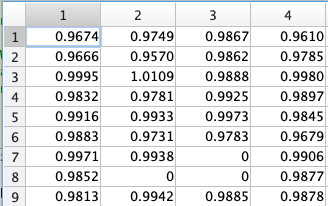 1 2 3 4
1 0.9674 0.9749 0.9867 0.9610
2 0.9666 0.9570 0.9862 0.9785
3 0.9995 1.0109 0.9888 0.9980
4 0.9832 0.9781 0.9925 0.9897
5 0.9916 0.9933 0.9973 0.9845
6 0.9883 0.9731 0.9783 0.9679
7 0.9971 0.9938 0 0.9906
8 0.9852 0 0 0.9877
9 0.9813 0.9942 0.9885 0.9878